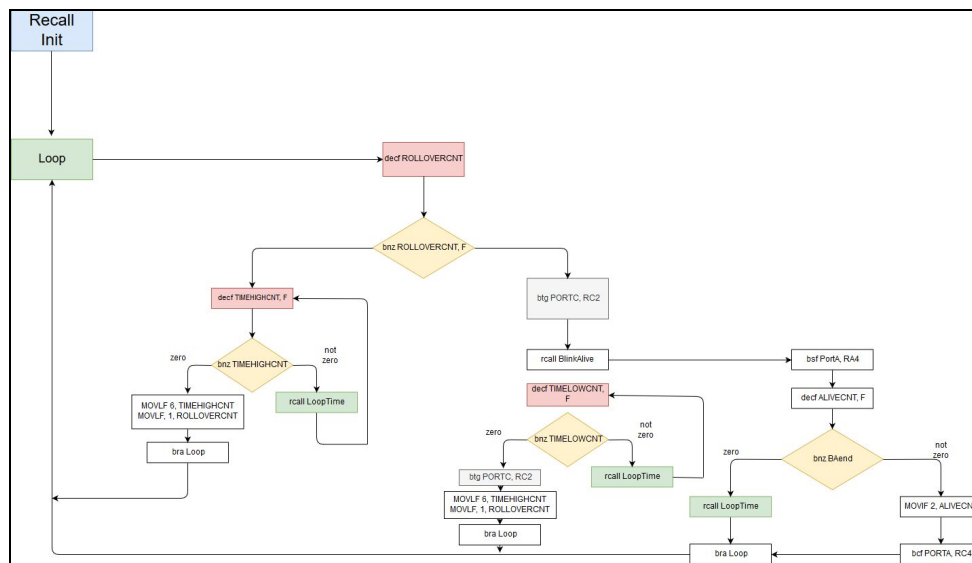 Recall
Init
Loop
decf ROLLOVERCNT
bnz ROLLOVERCNT, F
decf TIMEHIGHCNT, F
btg PORTC, RC2
zero
not
zero
bnz TIMEHIGHCNT
rcall BlinkAlive
bsf PortA, RA4
MOVLF 6, TIMEHIGHCNT
MOVLF, 1, ROLLOVERCNT
rcall LoopTime
decf TIMELOWCNT,
F
decf ALIVECNT, F
bra Loop
zero
bnz TIMELOWCNT
not
zero
zero
bnz BAend
not
zero
btg PORTC, RC2
rcall LoopTime
MOVLF 6, TIMEHIGHCNT
MOVLF, 1, ROLLOVERCNT
rcall LoopTime
MOVIF 2, ALIVECN
bra Loop
bra Loop
bcf PORTA, RC4